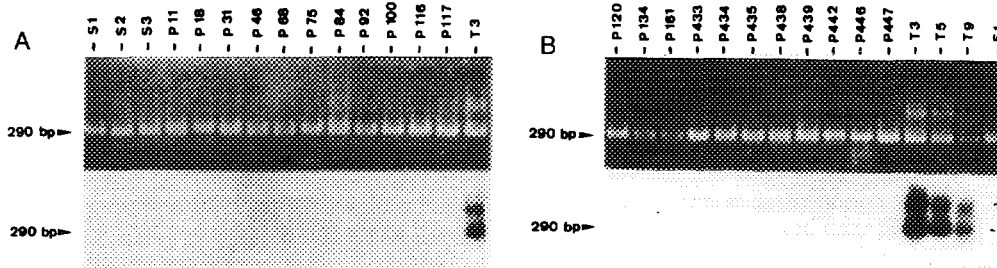 A
S1
S2
S3
P11
P18
P31
P46
P68
P75
P84
P92
P100
P116
P117
T3
290 bp
290 bp
B
P120
P134
P161
P433
P434
P435
P438
P439
P442
P446
P447
T3
T5
T9
290 bp
290 bp